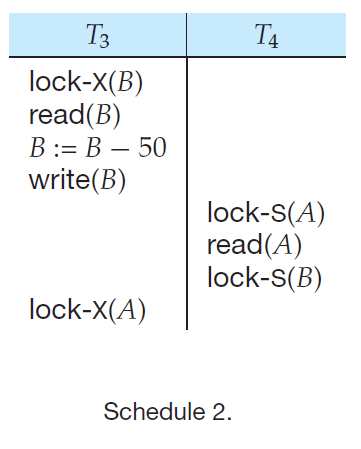 T₃ T₄
lock-X(B)
read(B)
B := B – 50
write(B)
lock-S(A)
read(A)
lock-S(B)
lock-X(A)
Schedule 2.